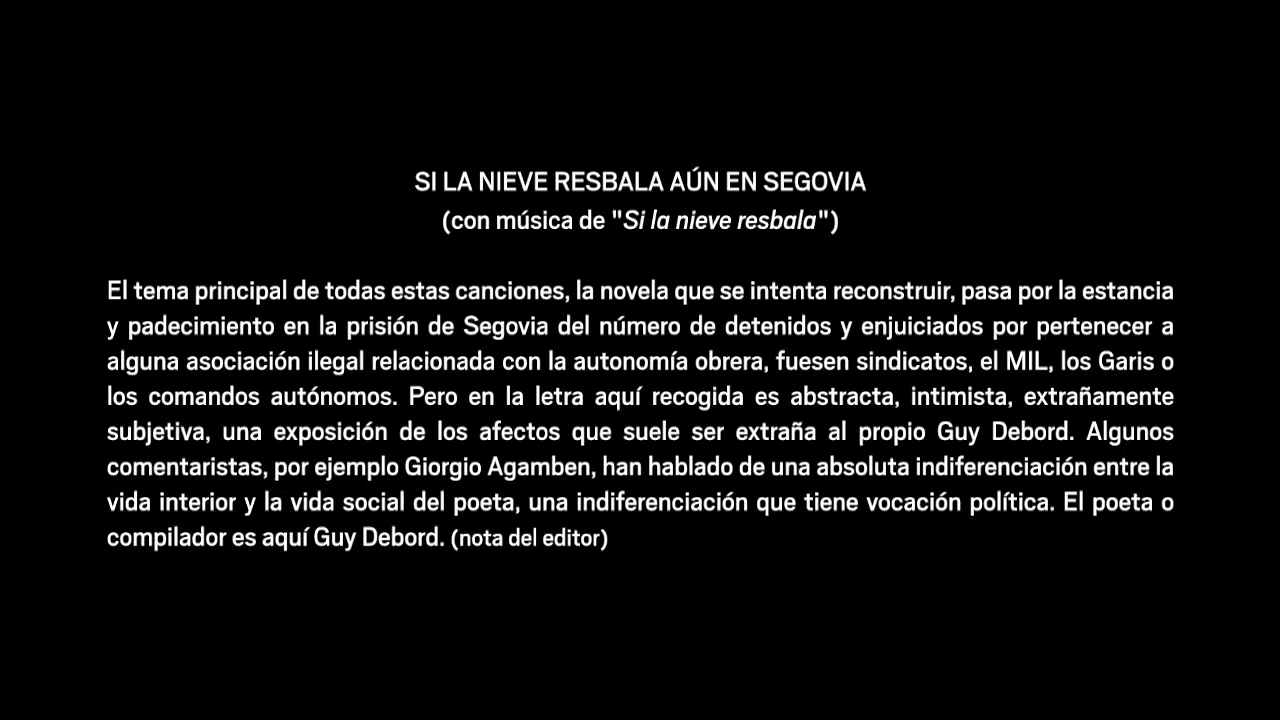 SI LA NIEVE RESBALA AÚN EN SEGOVIA
(con música de "Si la nieve resbala")
El tema principal de todas estas canciones, la novela que se intenta reconstruir, pasa por la estancia
y padecimiento en la prisión de Segovia del número de detenidos y enjuiciados por pertenecer a
alguna asociación ilegal relacionada con la autonomía obrera, fuesen sindicatos, el MIL, los Garis o
los comandos autónomos. Pero en la letra aquí recogida es abstracta, intimista, extrañamente
subjetiva, una exposición de los afectos que suele ser extraña al propio Guy Debord. Algunos
comentaristas, por ejemplo Giorgio Agamben, han hablado de una absoluta indiferenciación entre la
vida interior y la vida social del poeta, una indiferenciación que tiene vocación política. El poeta o
compilador es aquí Guy Debord. (nota del editor)